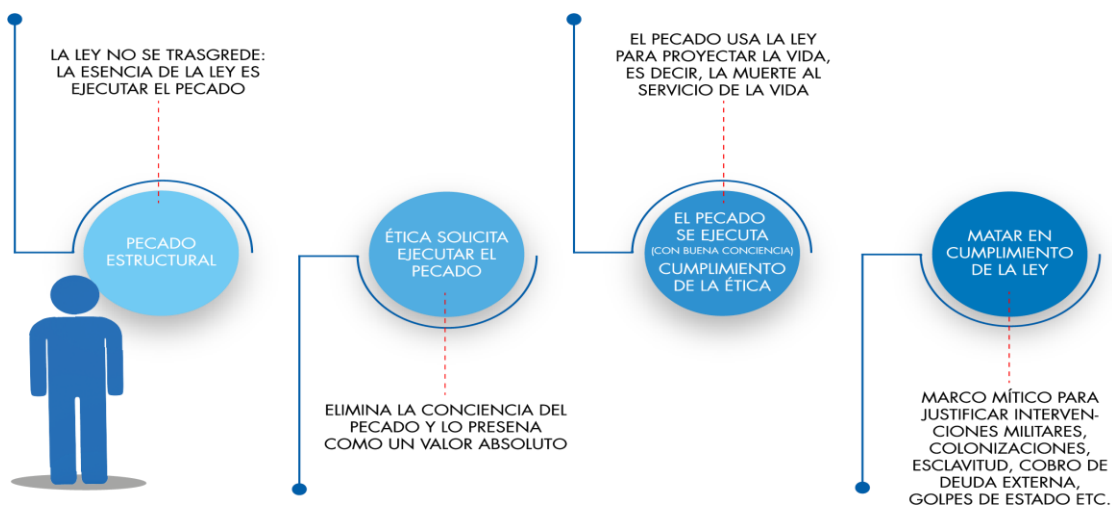 LA LEY NO SE TRASGREDE:
LA ESENCIA DE LA LEY ES
EJECUTAR EL PECADO
PECADO
ESTRUCTURAL
ÉTICA SOLICITA
EJECUTAR EL
PECADO
ELIMINA LA CONCIENCIA DEL
PECADO Y LO PRESENA
COMO UN VALOR ABSOLUTO
EL PECADO USA LA LEY
PARA PROYECTAR LA VIDA,
ES DECIR, LA MUERTE AL
SERVICIO DE LA VIDA
EL PECADO
SE EJECUTA
(CON BUENA CONCIENCIA)
CUMPLIMIENTO
DE LA ÉTICA
MATAR EN
CUMPLIMIENTO
DE LA LEY
MARCO MÍTICO PARA
JUSTIFICAR INTERVEN-
CIONES MILITARES,
COLONIZACIONES,
ESCLAVITUD, COBRO DE
DEUDA EXTERNA,
GOLPES DE ESTADO ETC.